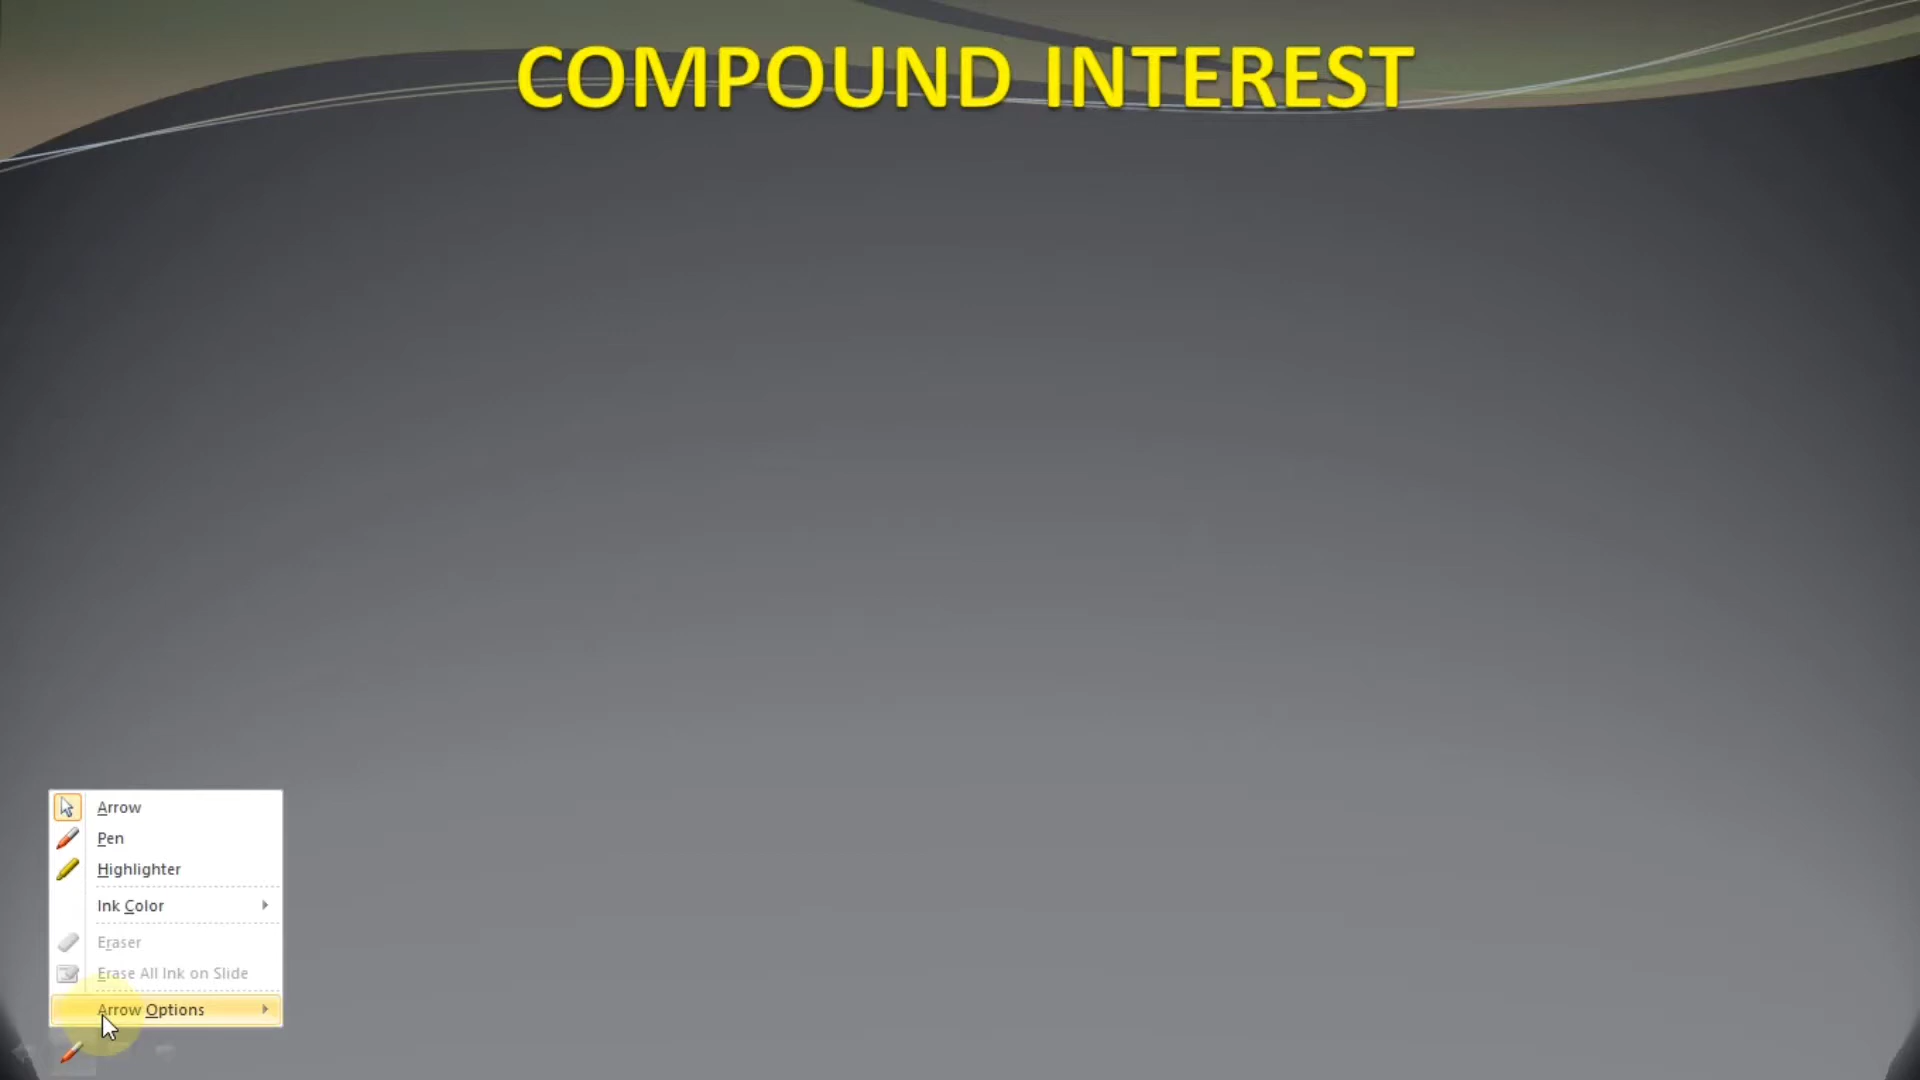 COMPOUND INTEREST
Arrow
Pen
Highlighter
Ink Color
Eraser
Erase All Ink on Slide
Arrow Options